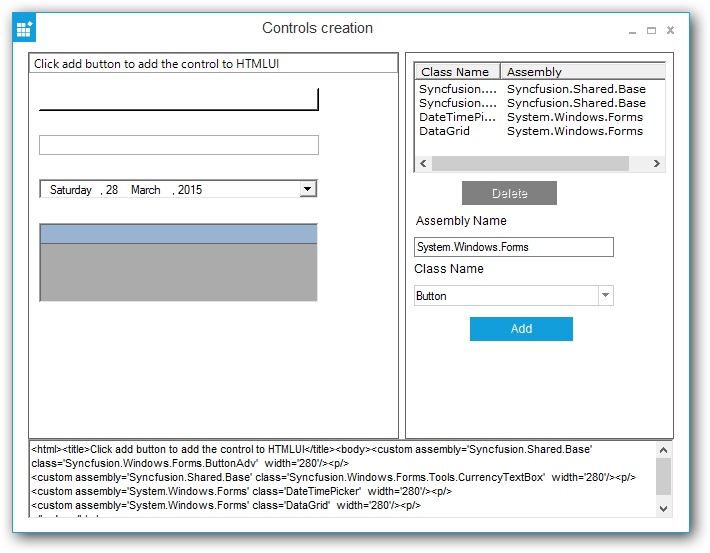 Controls creation
Click add button to add the control to HTMLUI
Saturday , 28 March , 2015
Class Name Assembly
Syncfusion.... Syncfusion.Shared.Base
Syncfusion.... Syncfusion.Shared.Base
DateTimePi... System.Windows.Forms
DataGrid System.Windows.Forms
Delete
Assembly Name
System.Windows.Forms
Class Name
Button
Add
<html><title>Click add button to add the control to HTMLUI</title><body><custom assembly='Syncfusion.Shared.Base'
class='Syncfusion.Windows.Forms.ButtonAdv' width='280'/><p/>
<custom assembly='Syncfusion.Shared.Base' class='Syncfusion.Windows.Forms.Tools.CurrencyTextBox' width='280'/><p/>
<custom assembly='System.Windows.Forms' class='DateTimePicker' width='280'/><p/>
<custom assembly='System.Windows.Forms' class='DataGrid' width='280'/><p/>